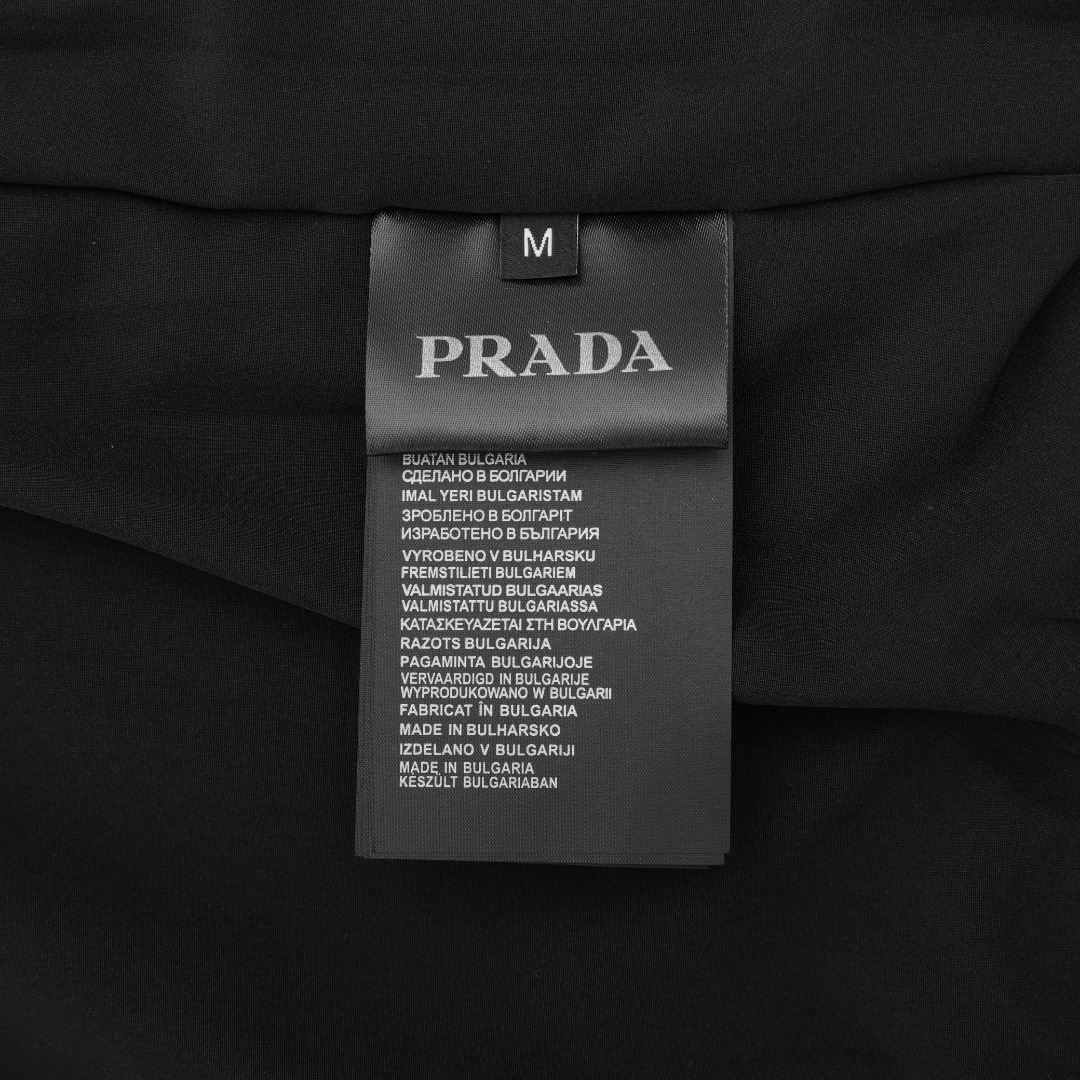 M
PRADA
BUATAN BULGARIA
СДЕЛАНО В БОЛГАРИИ
IMAL YERI BULGARISTAM
ЗРОБЛЕНО В БОЛГАРІТ
ИЗРАБОТЕНО В БЪЛГАРИЯ
VYROBENO V BULHARSKU
FREMSTILIETI BULGARIEM
VALMISTATUD BULGAARIAS
VALMISTATTU BULGARIASSA
ΚΑΤΑΣΚΕΥΑΖΕΤΑΙ ΣΤΗ ΒΟΥΛΓΑΡΙΑ
RAZOTS BULGARIJA
PAGAMINTA BULGARIJOJE
VERVAARDIGD IN BULGARIJE
WYPRODUKOWANO W BULGARII
FABRICAT ÎN BULGARIA
MADE IN BULHARSKO
IZDELANO V BULGARIJI
MADE IN BULGARIA
KÉSZÜLT BULGARIABAN